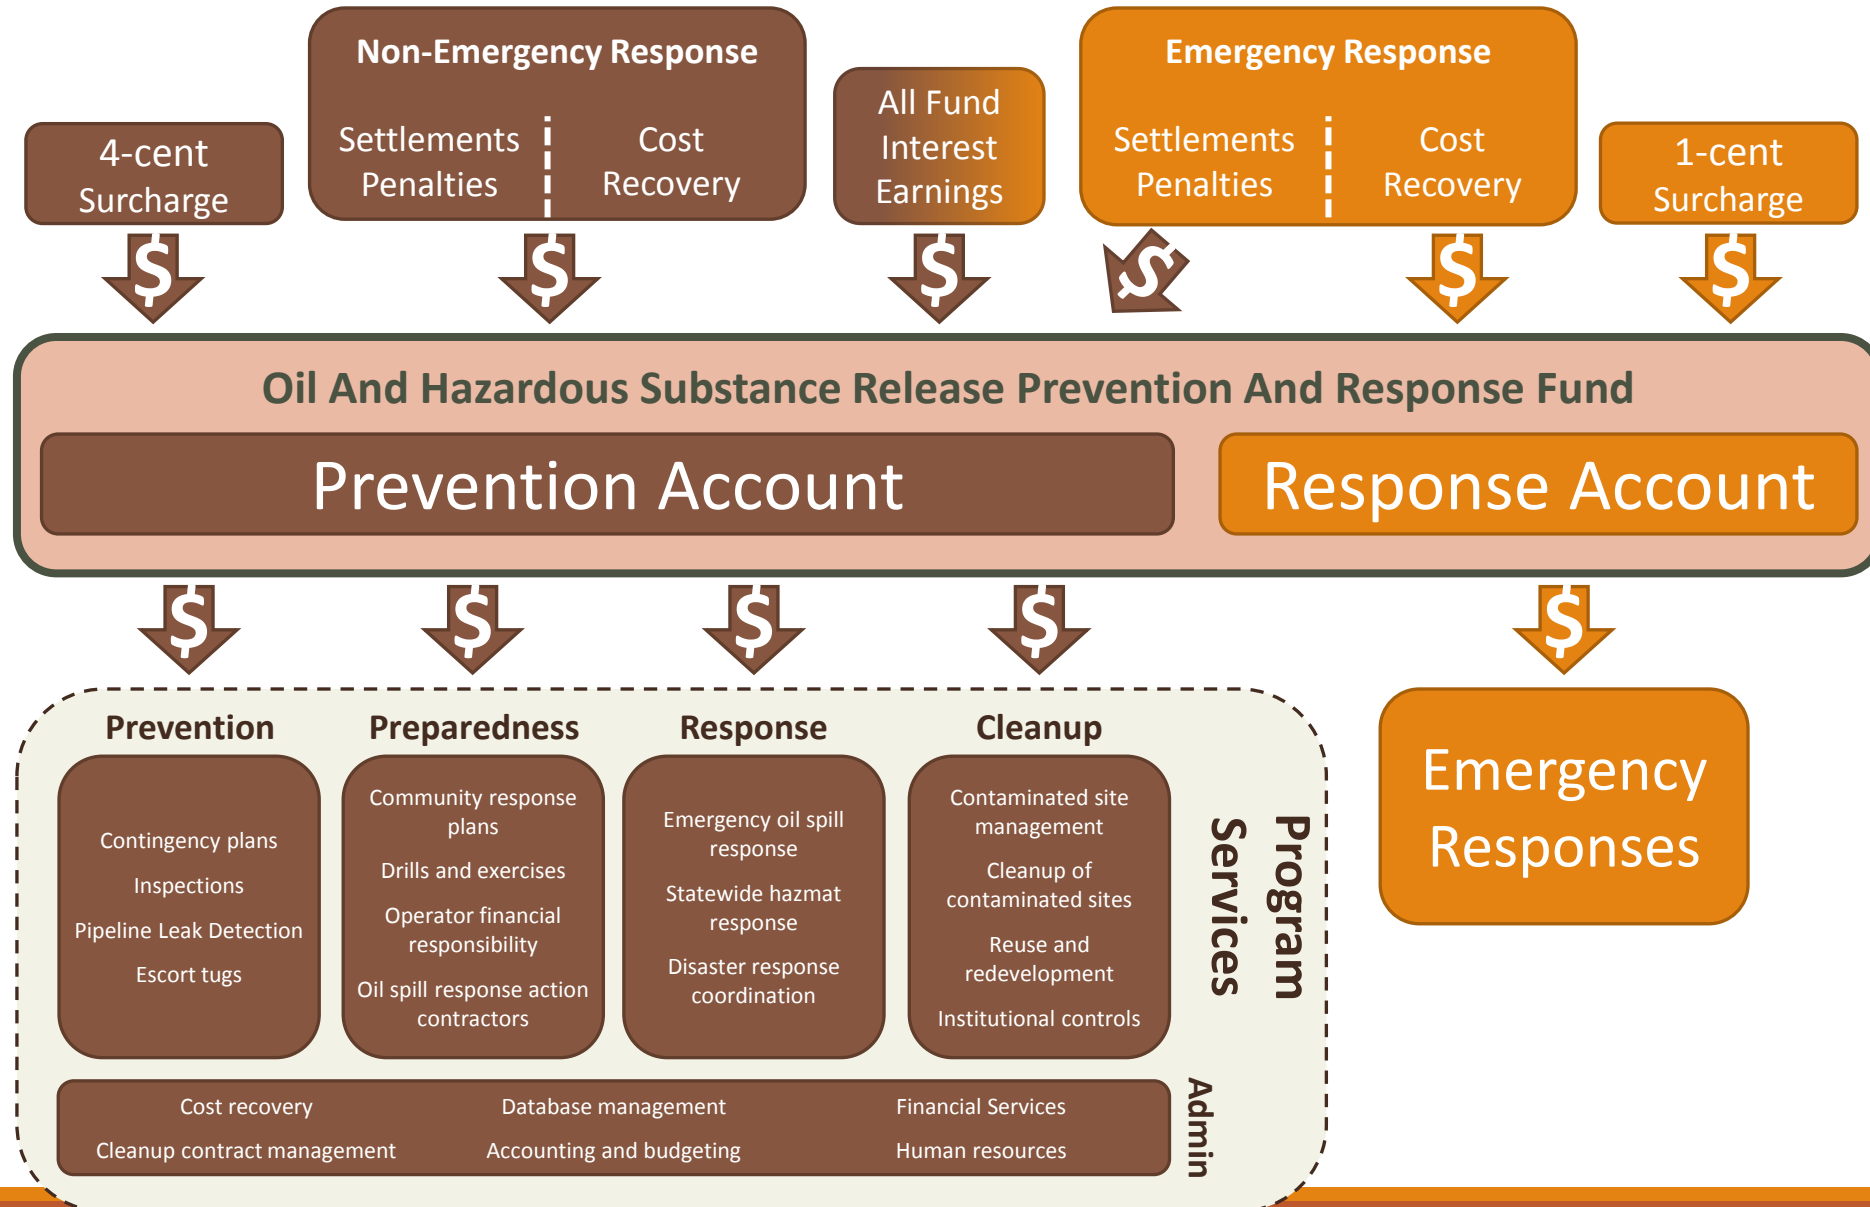 Non-Emergency Response
Settlements
Penalties
Cost
Recovery
4-cent
Surcharge
All Fund
Interest
Earnings
Emergency Response
Settlements
Penalties
Cost
Recovery
1-cent
Surcharge
$
$
$
$
$
$
Oil And Hazardous Substance Release Prevention And Response Fund
Prevention Account
Response Account
$
$
$
$
$
Prevention
Contingency plans
Inspections
Pipeline Leak Detection
Escort tugs
Preparedness
Community response
plans
Drills and exercises
Operator financial
responsibility
Oil spill response action
contractors
Response
Emergency oil spill
response
Statewide hazmat
response
Disaster response
coordination
Cleanup
Contaminated site
management
Cleanup of
contaminated sites
Reuse and
redevelopment
Institutional controls
Program
Services
Emergency
Responses
Cost recovery
Database management
Financial Services
Cleanup contract management
Accounting and budgeting
Human resources
Admin